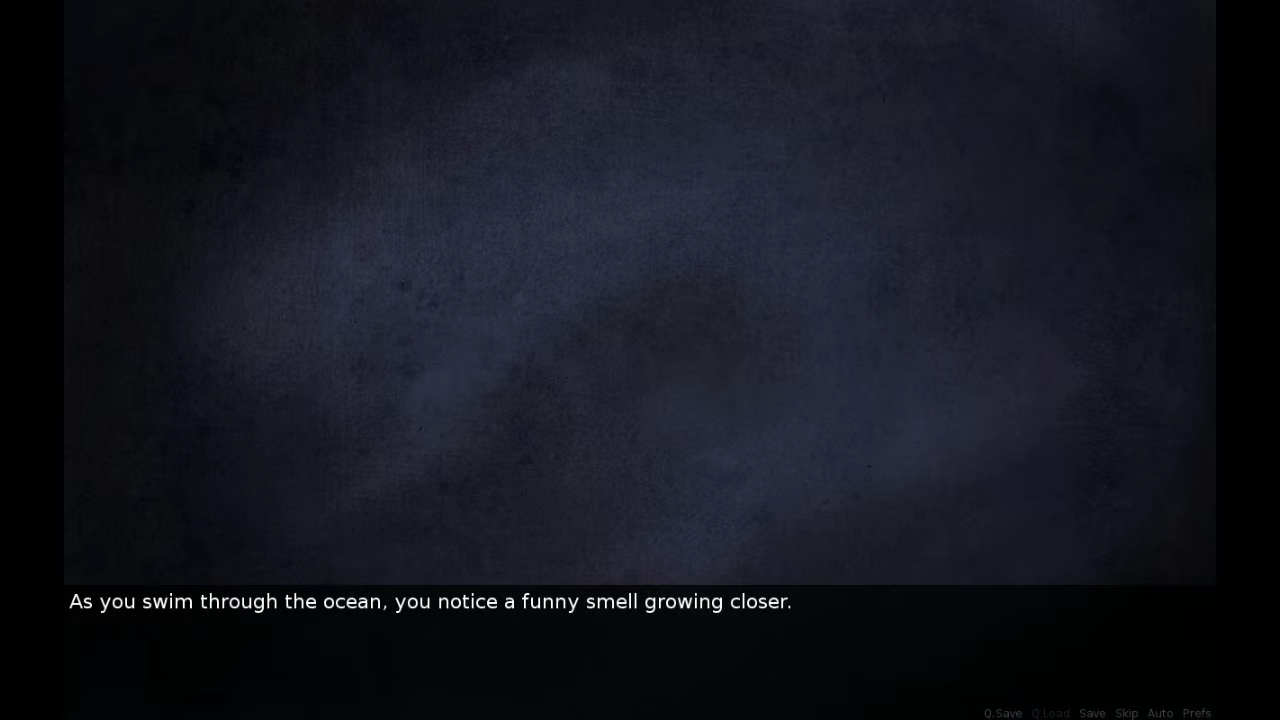 As you swim through the ocean, you notice a funny smell growing closer.
Q.Save Q.Load Save Skip Auto Prefs